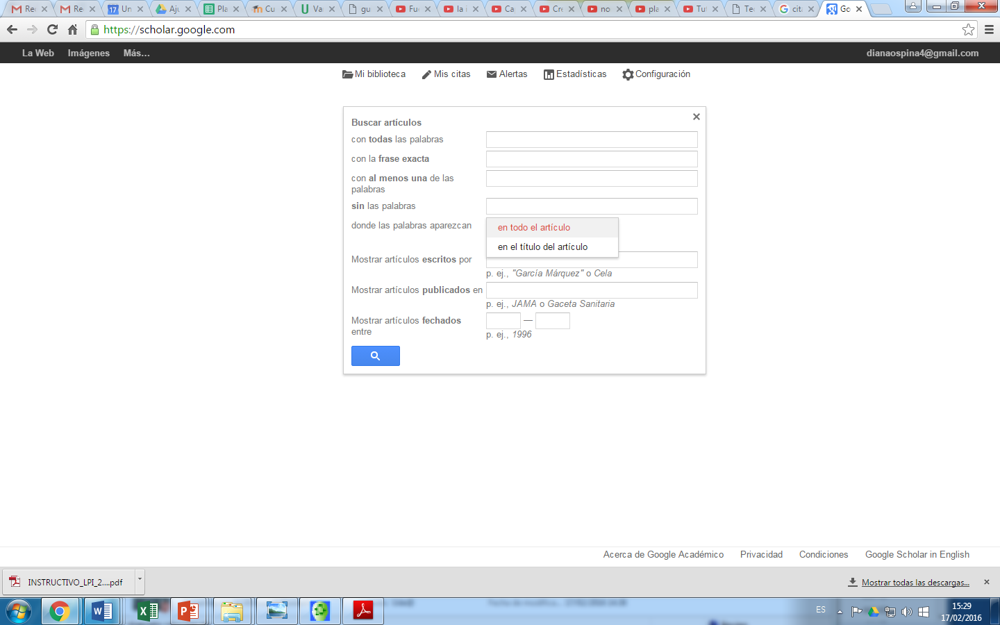 Re
Re
17 Un
Aju
Pla
Cu
Va
gu
Fue
la i
Ca
Cre
no
pla
Tu
Te
cita
Go
https://scholar.google.com
La Web Imágenes Más... dianaospina4@gmail.com
Mi biblioteca Mis citas Alertas Estadísticas Configuración
Buscar artículos
con todas las palabras
con la frase exacta
con al menos una de las
palabras
sin las palabras
donde las palabras aparezcan
en todo el artículo
en el título del artículo
Mostrar artículos escritos por
p. ej., "García Márquez" o Cela
Mostrar artículos publicados en
p. ej., JAMA o Gaceta Sanitaria
Mostrar artículos fechados
entre
—
p. ej., 1996
Acerca de Google Académico Privacidad Condiciones Google Scholar in English
INSTRUCTIVO_LPI_2....pdf
Mostrar todas las descargas...
ES
15:29
17/02/2016